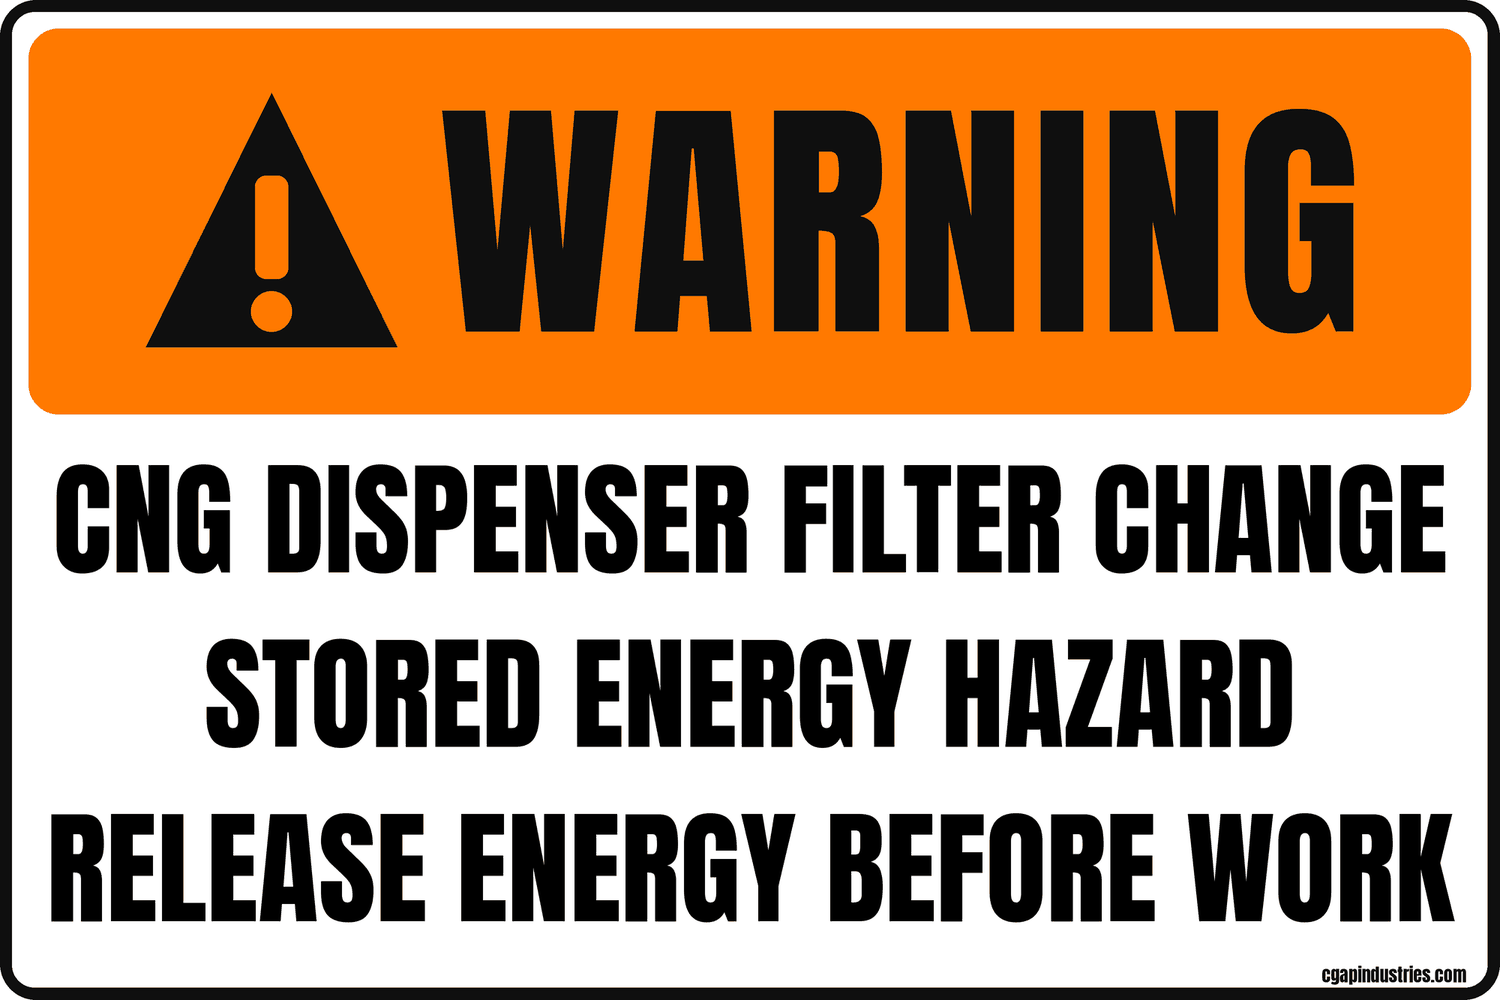 WARNING
CNG DISPENSER FILTER CHANGE
STORED ENERGY HAZARD
RELEASE ENERGY BEFORE WORK
cgapindustries.com